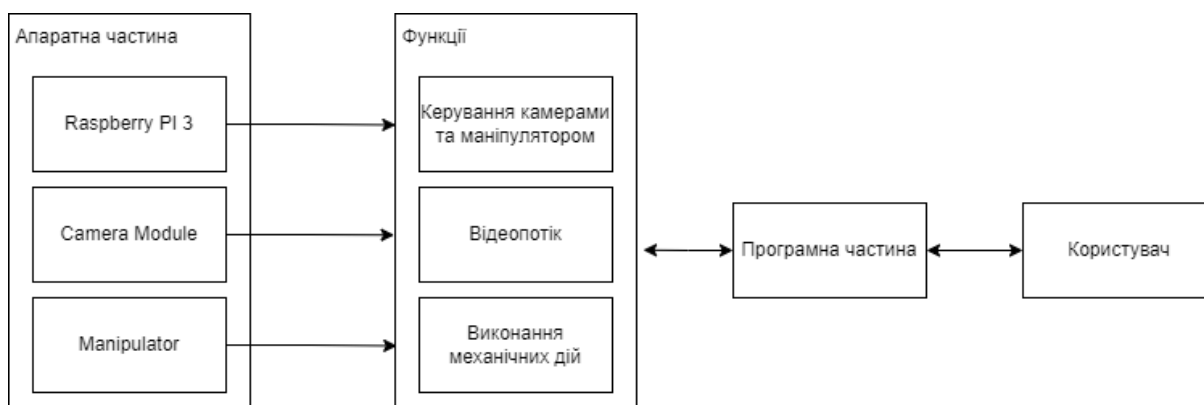 Апаратна частина
Raspberry PI 3
Camera Module
Manipulator
Функції
Керування камерами
та маніпулятором
Відеопотік
Виконання
механічних дій
Програмна частина
Користувач